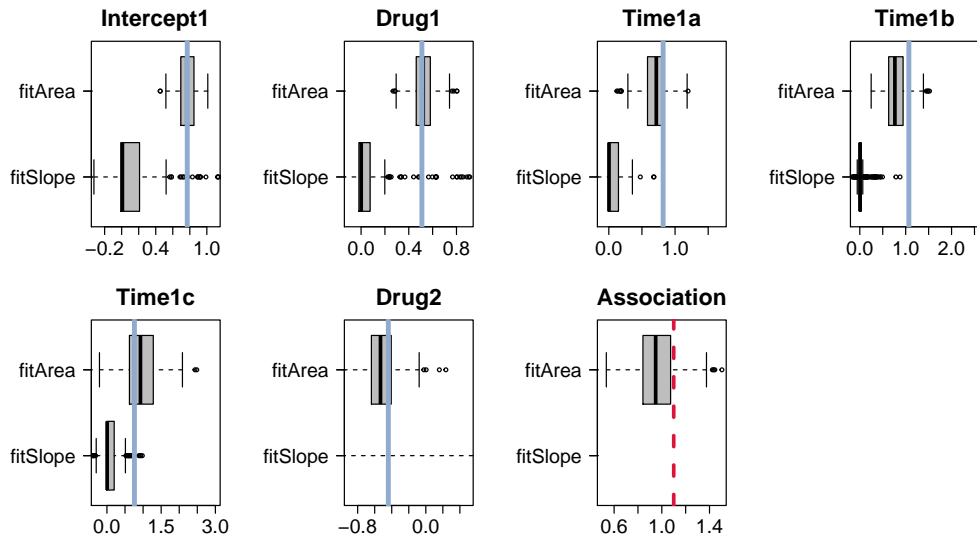 Intercept1
fitArea
fitSlope
−0.2 0.4 1.0
Drug1
fitArea
fitSlope
0.0 0.4 0.8
Time1a
fitArea
fitSlope
0.0 1.0
Time1b
fitArea
fitSlope
0.0 1.0 2.0
Time1c
fitArea
fitSlope
0.0 1.5 3.0
Drug2
fitArea
fitSlope
−0.8 0.0
Association
fitArea
fitSlope
0.6 1.0 1.4